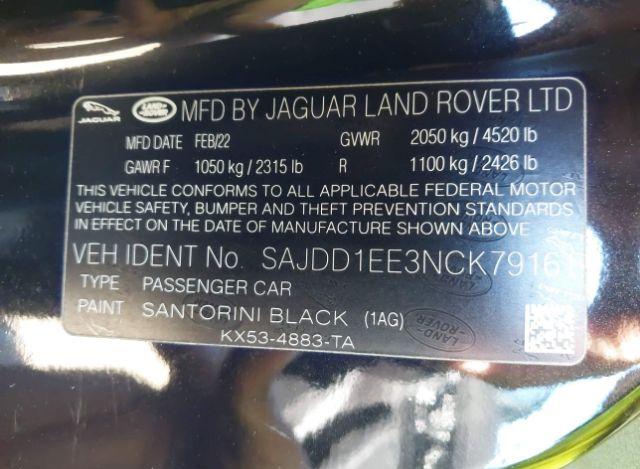 JAGUAR LAND ROVER MFD BY JAGUAR LAND ROVER LTD
MFD DATE FEB/22 GVWR 2050 kg / 4520 lb
GAWR F 1050 kg / 2315 lb R 1100 kg / 2426 lb
THIS VEHICLE CONFORMS TO ALL APPLICABLE FEDERAL MOTOR
VEHICLE SAFETY, BUMPER AND THEFT PREVENTION STANDARDS
IN EFFECT ON THE DATE OF MANUFACTURE SHOWN ABOVE
VEH IDENT No. SAJDD1EE3NCK79161
TYPE PASSENGER CAR
PAINT SANTORINI BLACK (1AG)
KX53-4883-TA